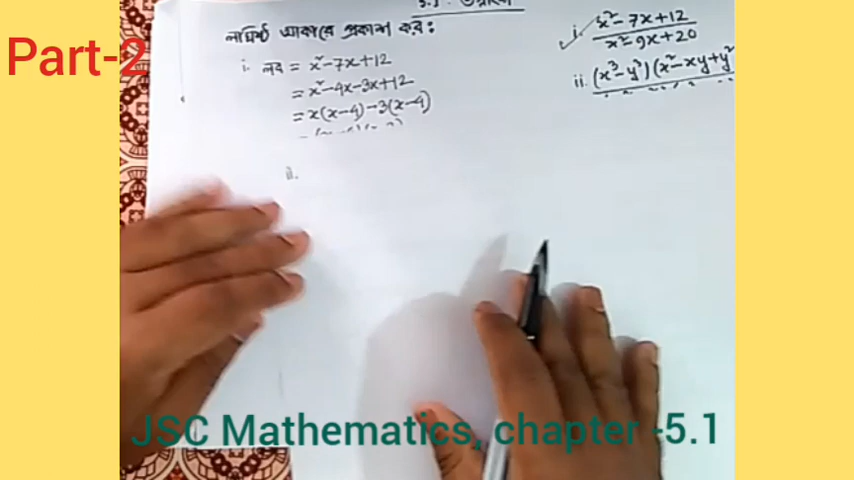 Part-2
লঘিষ্ঠ আকারে প্রকাশ কর:
i. x²-7x+12
x²-9x+20
ii. (x³-y³)(x²-xy+y²
i. লব = x²-7x+12
= x²-4x-3x+12
= x(x-4)-3(x-4)
ii.
JSC Mathematics, chapter -5.1